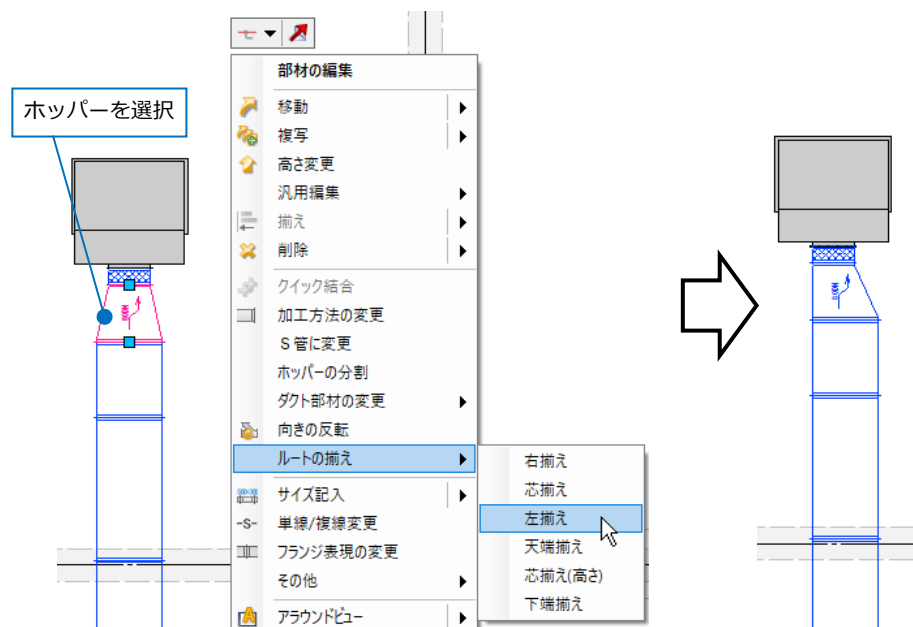 部材の編集
ホッパーを選択
移動
複写
高さ変更
汎用編集
揃え
削除
クイック結合
加工方法の変更
S管に変更
ホッパーの分割
ダクト部材の変更
向きの反転
ルートの揃え
サイズ記入
-S- 単線/複線変更
フランジ表現の変更
その他
アラウンドビュー
右揃え
芯揃え
左揃え
天端揃え
芯揃え(高さ)
下端揃え